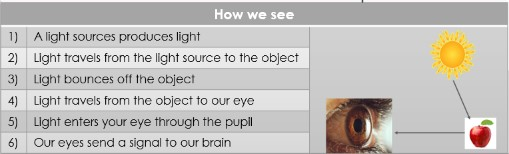 How we see
1) A light sources produces light
2) Light travels from the light source to the object
3) Light bounces off the object
4) Light travels from the object to our eye
5) Light enters your eye through the pupil
6) Our eyes send a signal to our brain